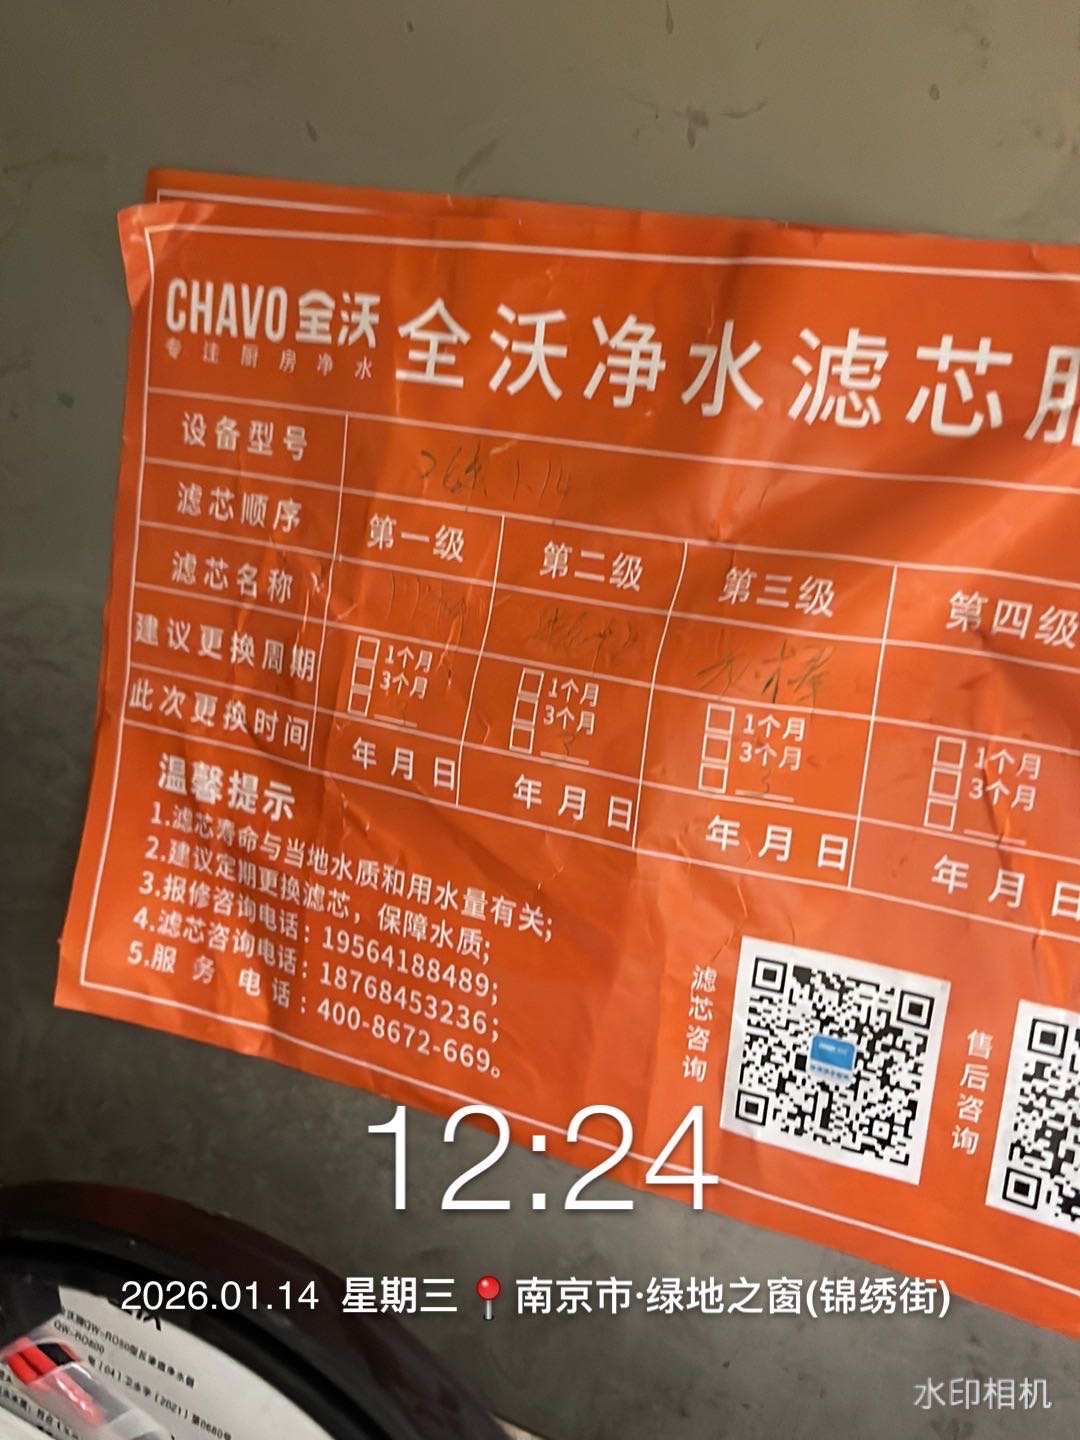 CHAVO 全沃
专注厨房净水
全沃净水滤芯服
设备型号
1.14
滤芯顺序 第一级 第二级 第三级 第四级
滤芯名称
建议更换周期 1个月 1个月 1个月 1个月
3个月 3个月 3个月 3个月
3 3
此次更换时间 年月日 年月日 年月日 年月日
温馨提示
1.滤芯寿命与当地水质和用水量有关;
2.建议定期更换滤芯，保障水质;
3.报修咨询电话：19564188489;
4.滤芯咨询电话：18768453236;
5.服务电话：400-8672-669。
滤芯咨询
售后咨询
12:24
2026.01.14 星期三 南京市·绿地之窗(锦绣街)
QW-RO600
水印相机